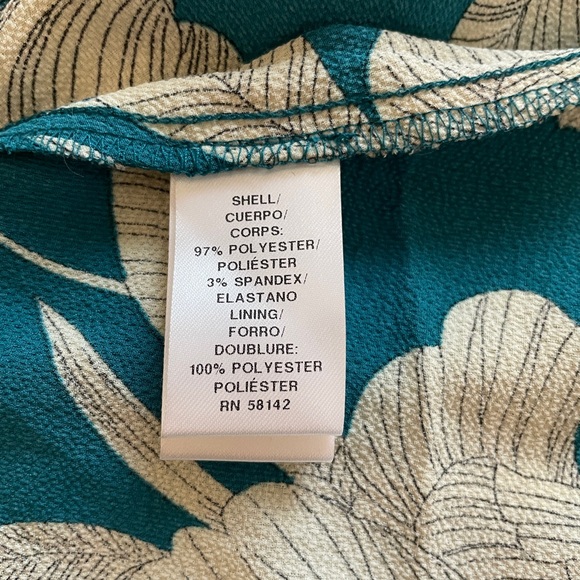 SHELL/
CUERPO/
CORPS:
97% POLYESTER/
POLIÉSTER
3% SPANDEX/
ELASTANO
LINING/
FORRO/
DOUBLURE:
100% POLYESTER
POLIÉSTER
RN 58142